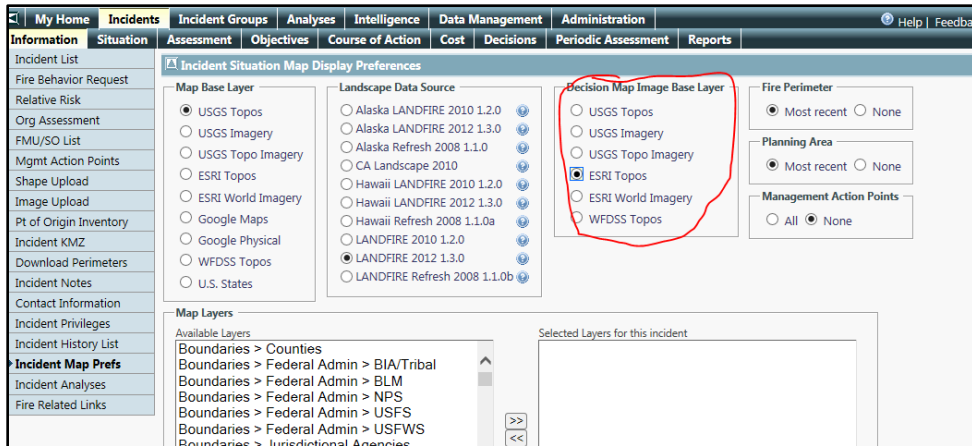 My Home Incidents Incident Groups Analyses Intelligence Data Management Administration Help | Feedba
Information Situation Assessment Objectives Course of Action Cost Decisions Periodic Assessment Reports
Incident List
Fire Behavior Request
Relative Risk
Org Assessment
FMU/SO List
Mgmt Action Points
Shape Upload
Image Upload
Pt of Origin Inventory
Incident KMZ
Download Perimeters
Incident Notes
Contact Information
Incident Privileges
Incident History List
Incident Map Prefs
Incident Analyses
Fire Related Links
Incident Situation Map Display Preferences
Map Base Layer
USGS Topos
USGS Imagery
USGS Topo Imagery
ESRI Topos
ESRI World Imagery
Google Maps
Google Physical
WFDSS Topos
U.S. States
Landscape Data Source
Alaska LANDFIRE 2010 1.2.0
Alaska LANDFIRE 2012 1.3.0
Alaska Refresh 2008 1.1.0
CA Landscape 2010
Hawaii LANDFIRE 2010 1.2.0
Hawaii LANDFIRE 2012 1.3.0
Hawaii Refresh 2008 1.1.0a
LANDFIRE 2010 1.2.0
LANDFIRE 2012 1.3.0
LANDFIRE Refresh 2008 1.1.0b
Decision Map Image Base Layer
USGS Topos
USGS Imagery
USGS Topo Imagery
ESRI Topos
ESRI World Imagery
WFDSS Topos
Fire Perimeter
Most recent None
Planning Area
Most recent None
Management Action Points
All None
Map Layers
Available Layers
Boundaries > Counties
Boundaries > Federal Admin > BIA/Tribal
Boundaries > Federal Admin > BLM
Boundaries > Federal Admin > NPS
Boundaries > Federal Admin > USFS
Boundaries > Federal Admin > USFWS
Boundaries > Jurisdictional Agencies
>>
<<
Selected Layers for this incident